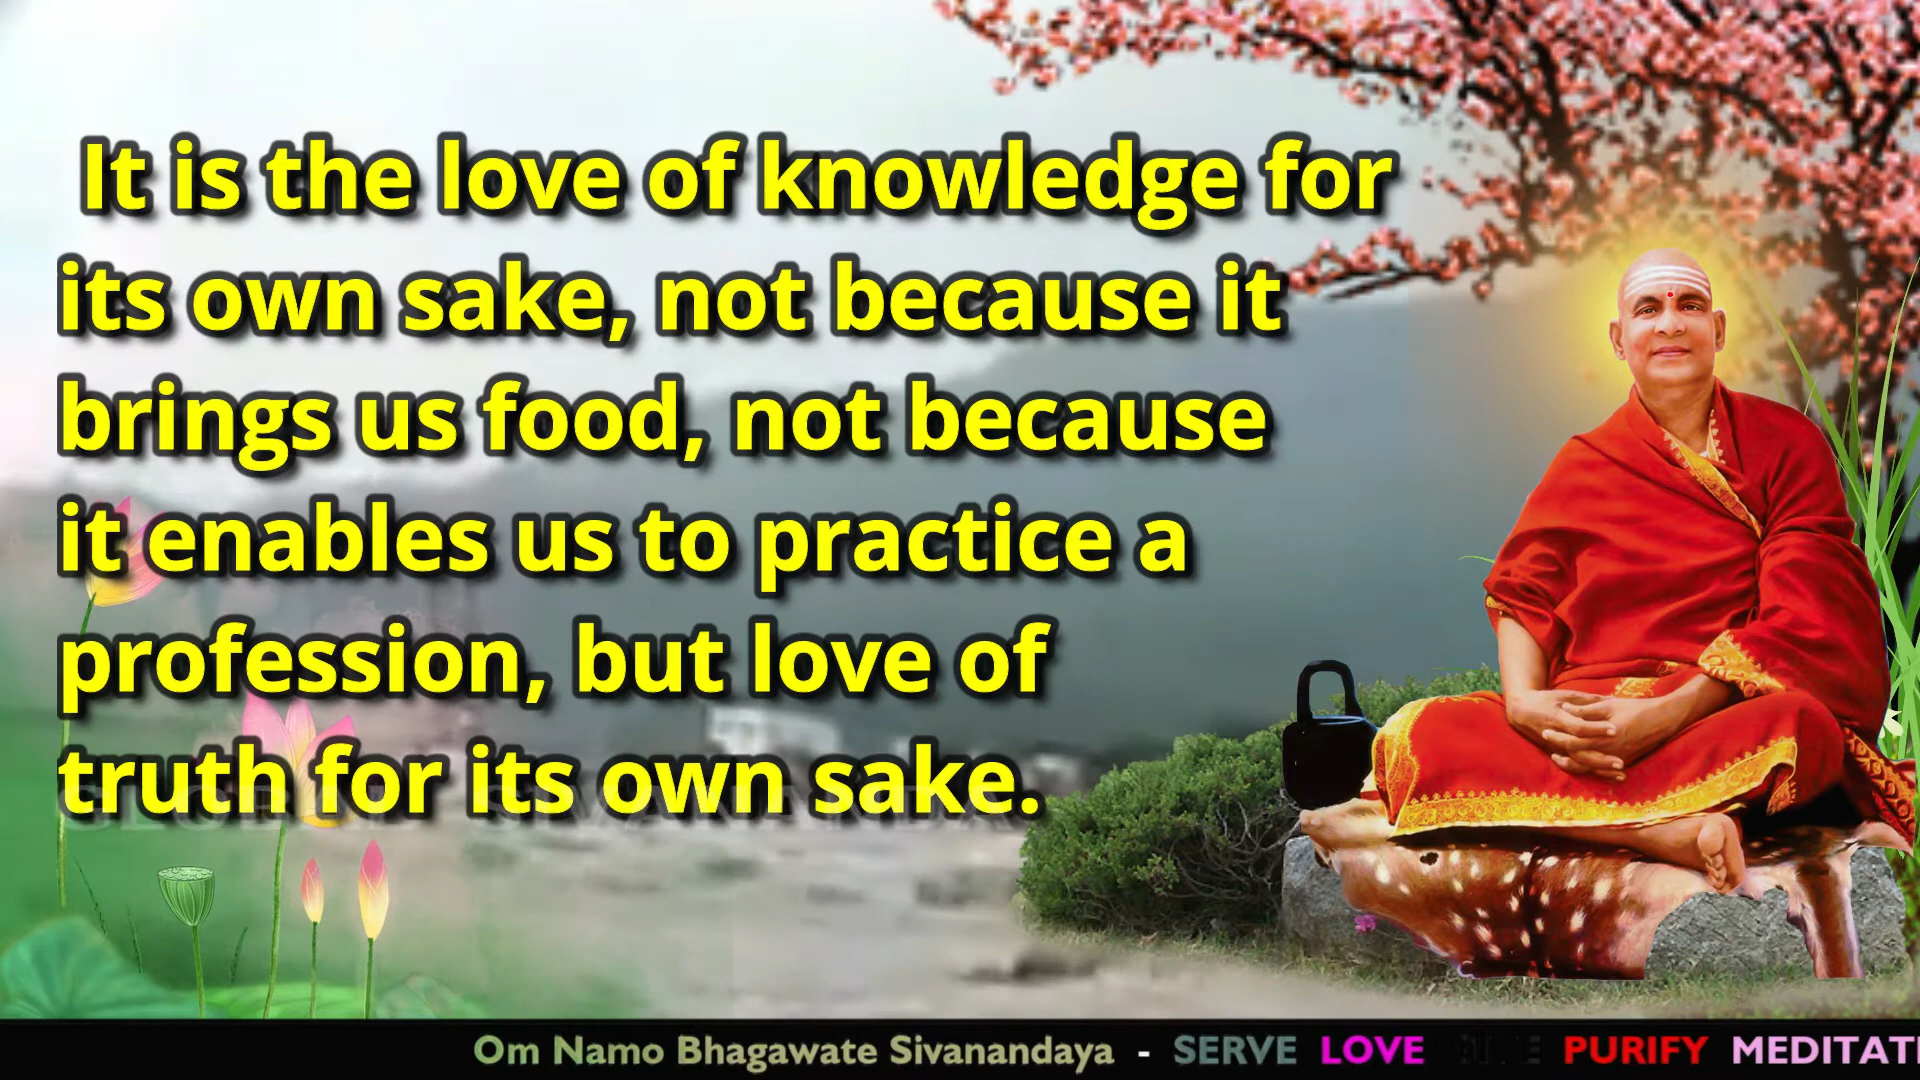 It is the love of knowledge for
its own sake, not because it
brings us food, not because
it enables us to practice a
profession, but love of
truth for its own sake.
Om Namo Bhagawate Sivanandaya - SERVE LOVE PURIFY MEDITAT